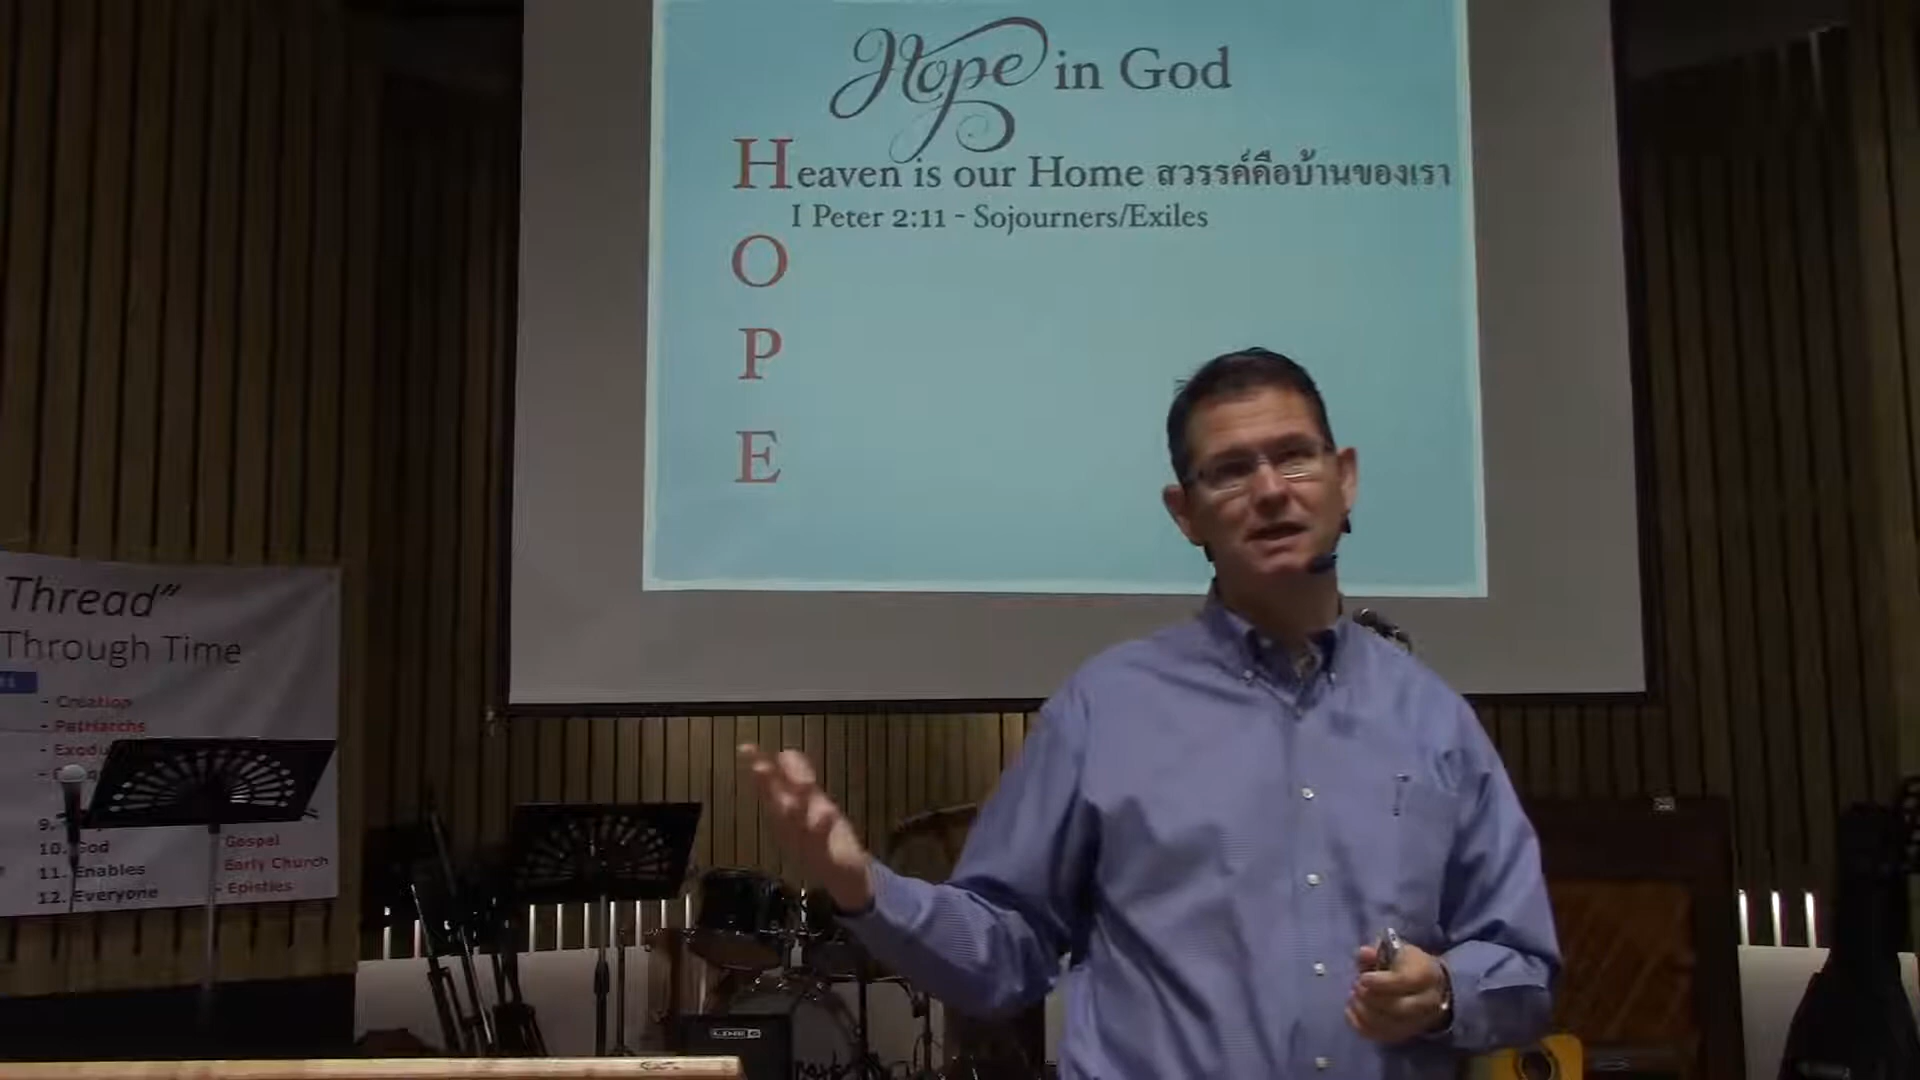 Hope in God
Heaven is our Home สวรรค์คือบ้านของเรา
I Peter 2:11 - Sojourners/Exiles
O
P
E
Thread”
Through Time
- Creation
- Patriarchs
9.
10. God
11. Enables
12. Everyone
Gospel
Early Church
- Epistles
LINE 6